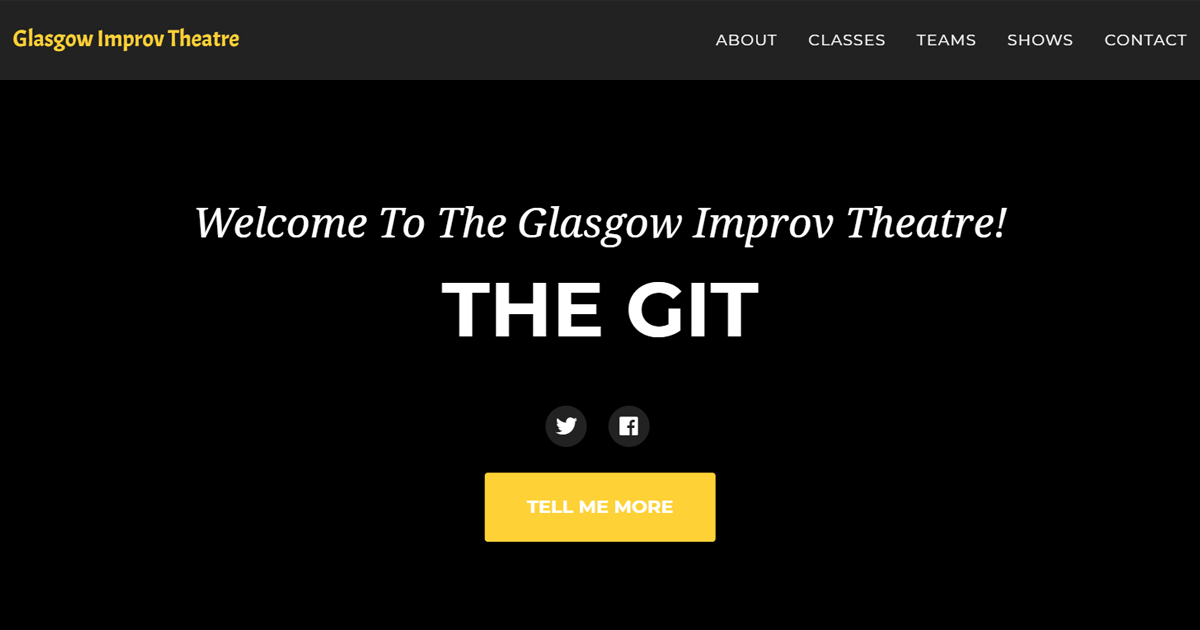 Glasgow Improv Theatre
ABOUT CLASSES TEAMS SHOWS CONTACT
Welcome To The Glasgow Improv Theatre!
THE GIT
TELL ME MORE